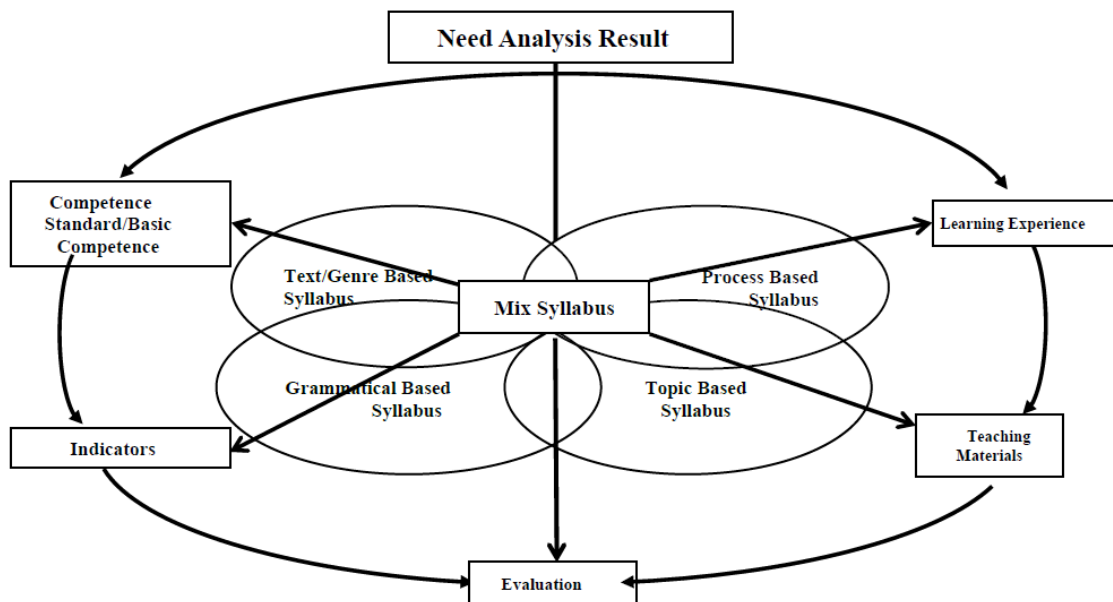 Need Analysis Result
Competence
Standard/Basic
Competence
Learning Experience
Text/Genre Based
Syllabus
Process Based
Syllabus
Mix Syllabus
Grammatical Based
Syllabus
Topic Based
Syllabus
Indicators
Teaching
Materials
Evaluation